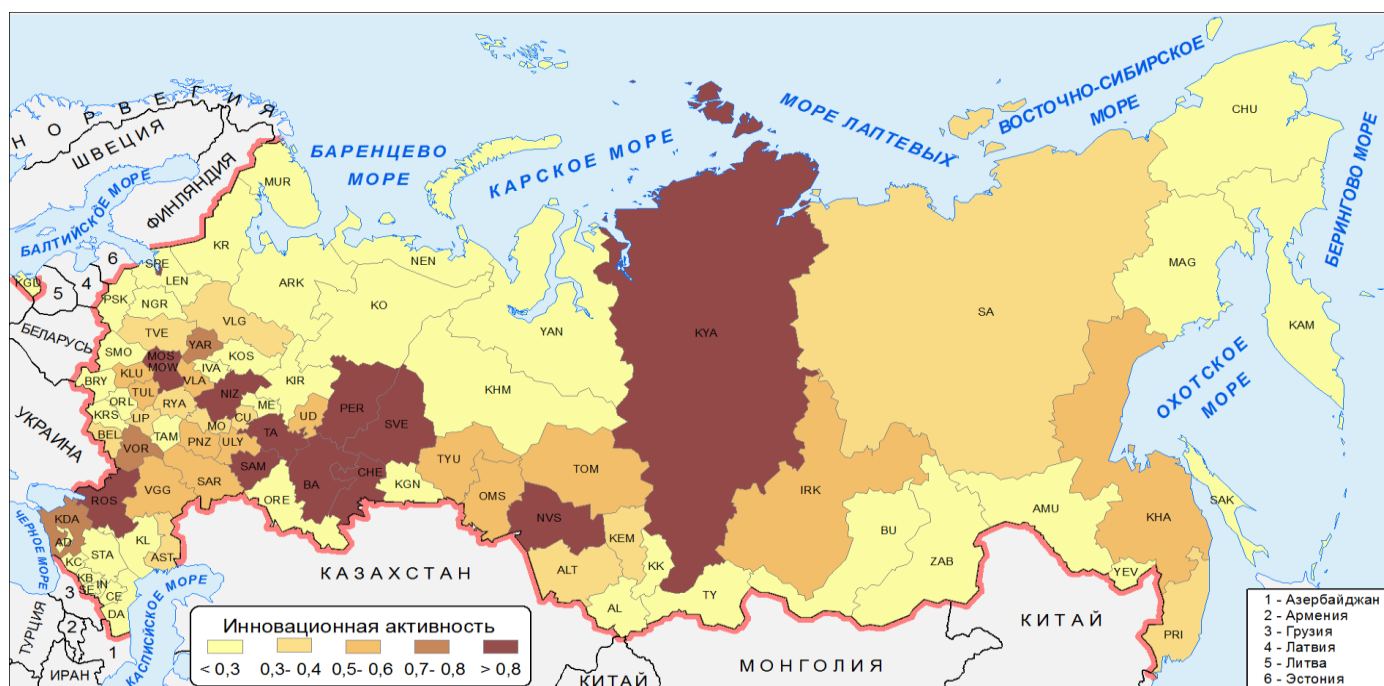 НОРВЕГИЯ
ШВЕЦИЯ
ФИНЛЯНДИЯ
БАЛТИЙСКОЕ МОРЕ
БАРЕНЦЕВО
МОРЕ
КАРСКОЕ МОРЕ
МОРЕ ЛАПТЕВЫХ
ВОСТОЧНО-СИБИРСКОЕ
МОРЕ
БЕРИНГОВО МОРЕ
ОХОТСКОЕ
МОРЕ
CHU
MUR
KR
NEN
MAG
KAM
SA
6
SPE
LEN
KGD
5
4
PSK
NGR
ARK
KO
YAN
KYA
БЕЛАРУСЬ
TVE
VLG
SMO
MOS
MOW
YAR
KOS
IVA
KIR
KHM
BRY
KLU
VLA
NIZ
ORL
TUL
RYA
ME
CU
UD
PER
SVE
KRS
LIP
MO
TA
УКРАИНА
BEL
TAM
PNZ
ULY
VOR
SAM
BA
CHE
KGN
TYU
TOM
OMS
IRK
ROS
VGG
SAR
ORE
NVS
KEM
BU
ZAB
AMU
KHA
SAK
YEV
PRI
ЧЕРНОЕ МОРЕ
KDA
AD
KL
AST
STA
KC
KB
SE
IN
CE
DA
ALT
KK
AL
TY
КАЗАХСТАН
КАСПИСЙСКОЕ МОРЕ
ТУРЦИЯ
3
2
1
ИРАН
КИТАЙ
МОНГОЛИЯ
КИТАЙ
Инновационная активность
< 0,3 0,3- 0,4 0,5- 0,6 0,7- 0,8 > 0,8
1 - Азербайджан
2 - Армения
3 - Грузия
4 - Латвия
5 - Литва
6 - Эстония